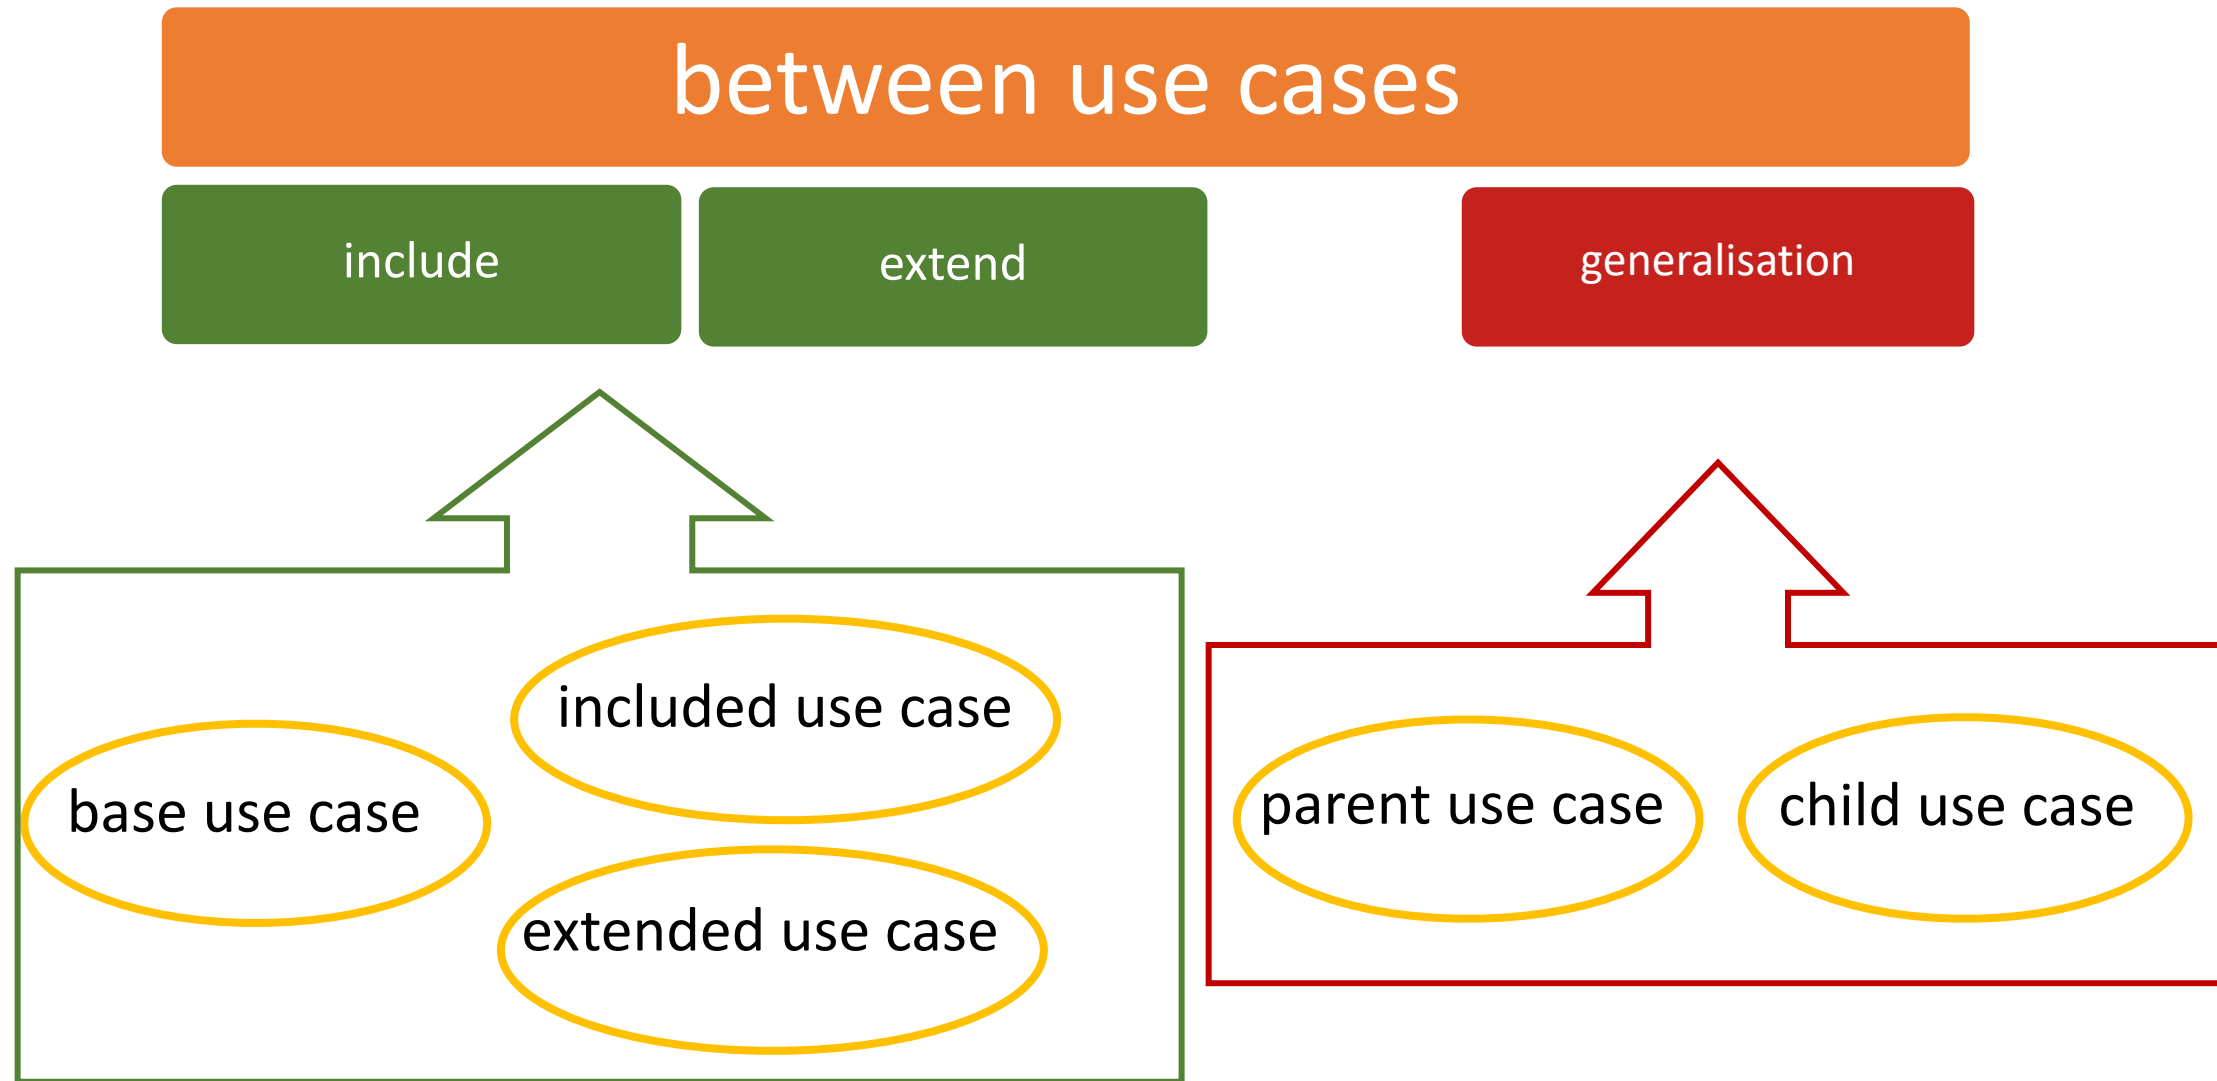 between use cases
include
extend
generalisation
included use case
base use case
extended use case
parent use case
child use case